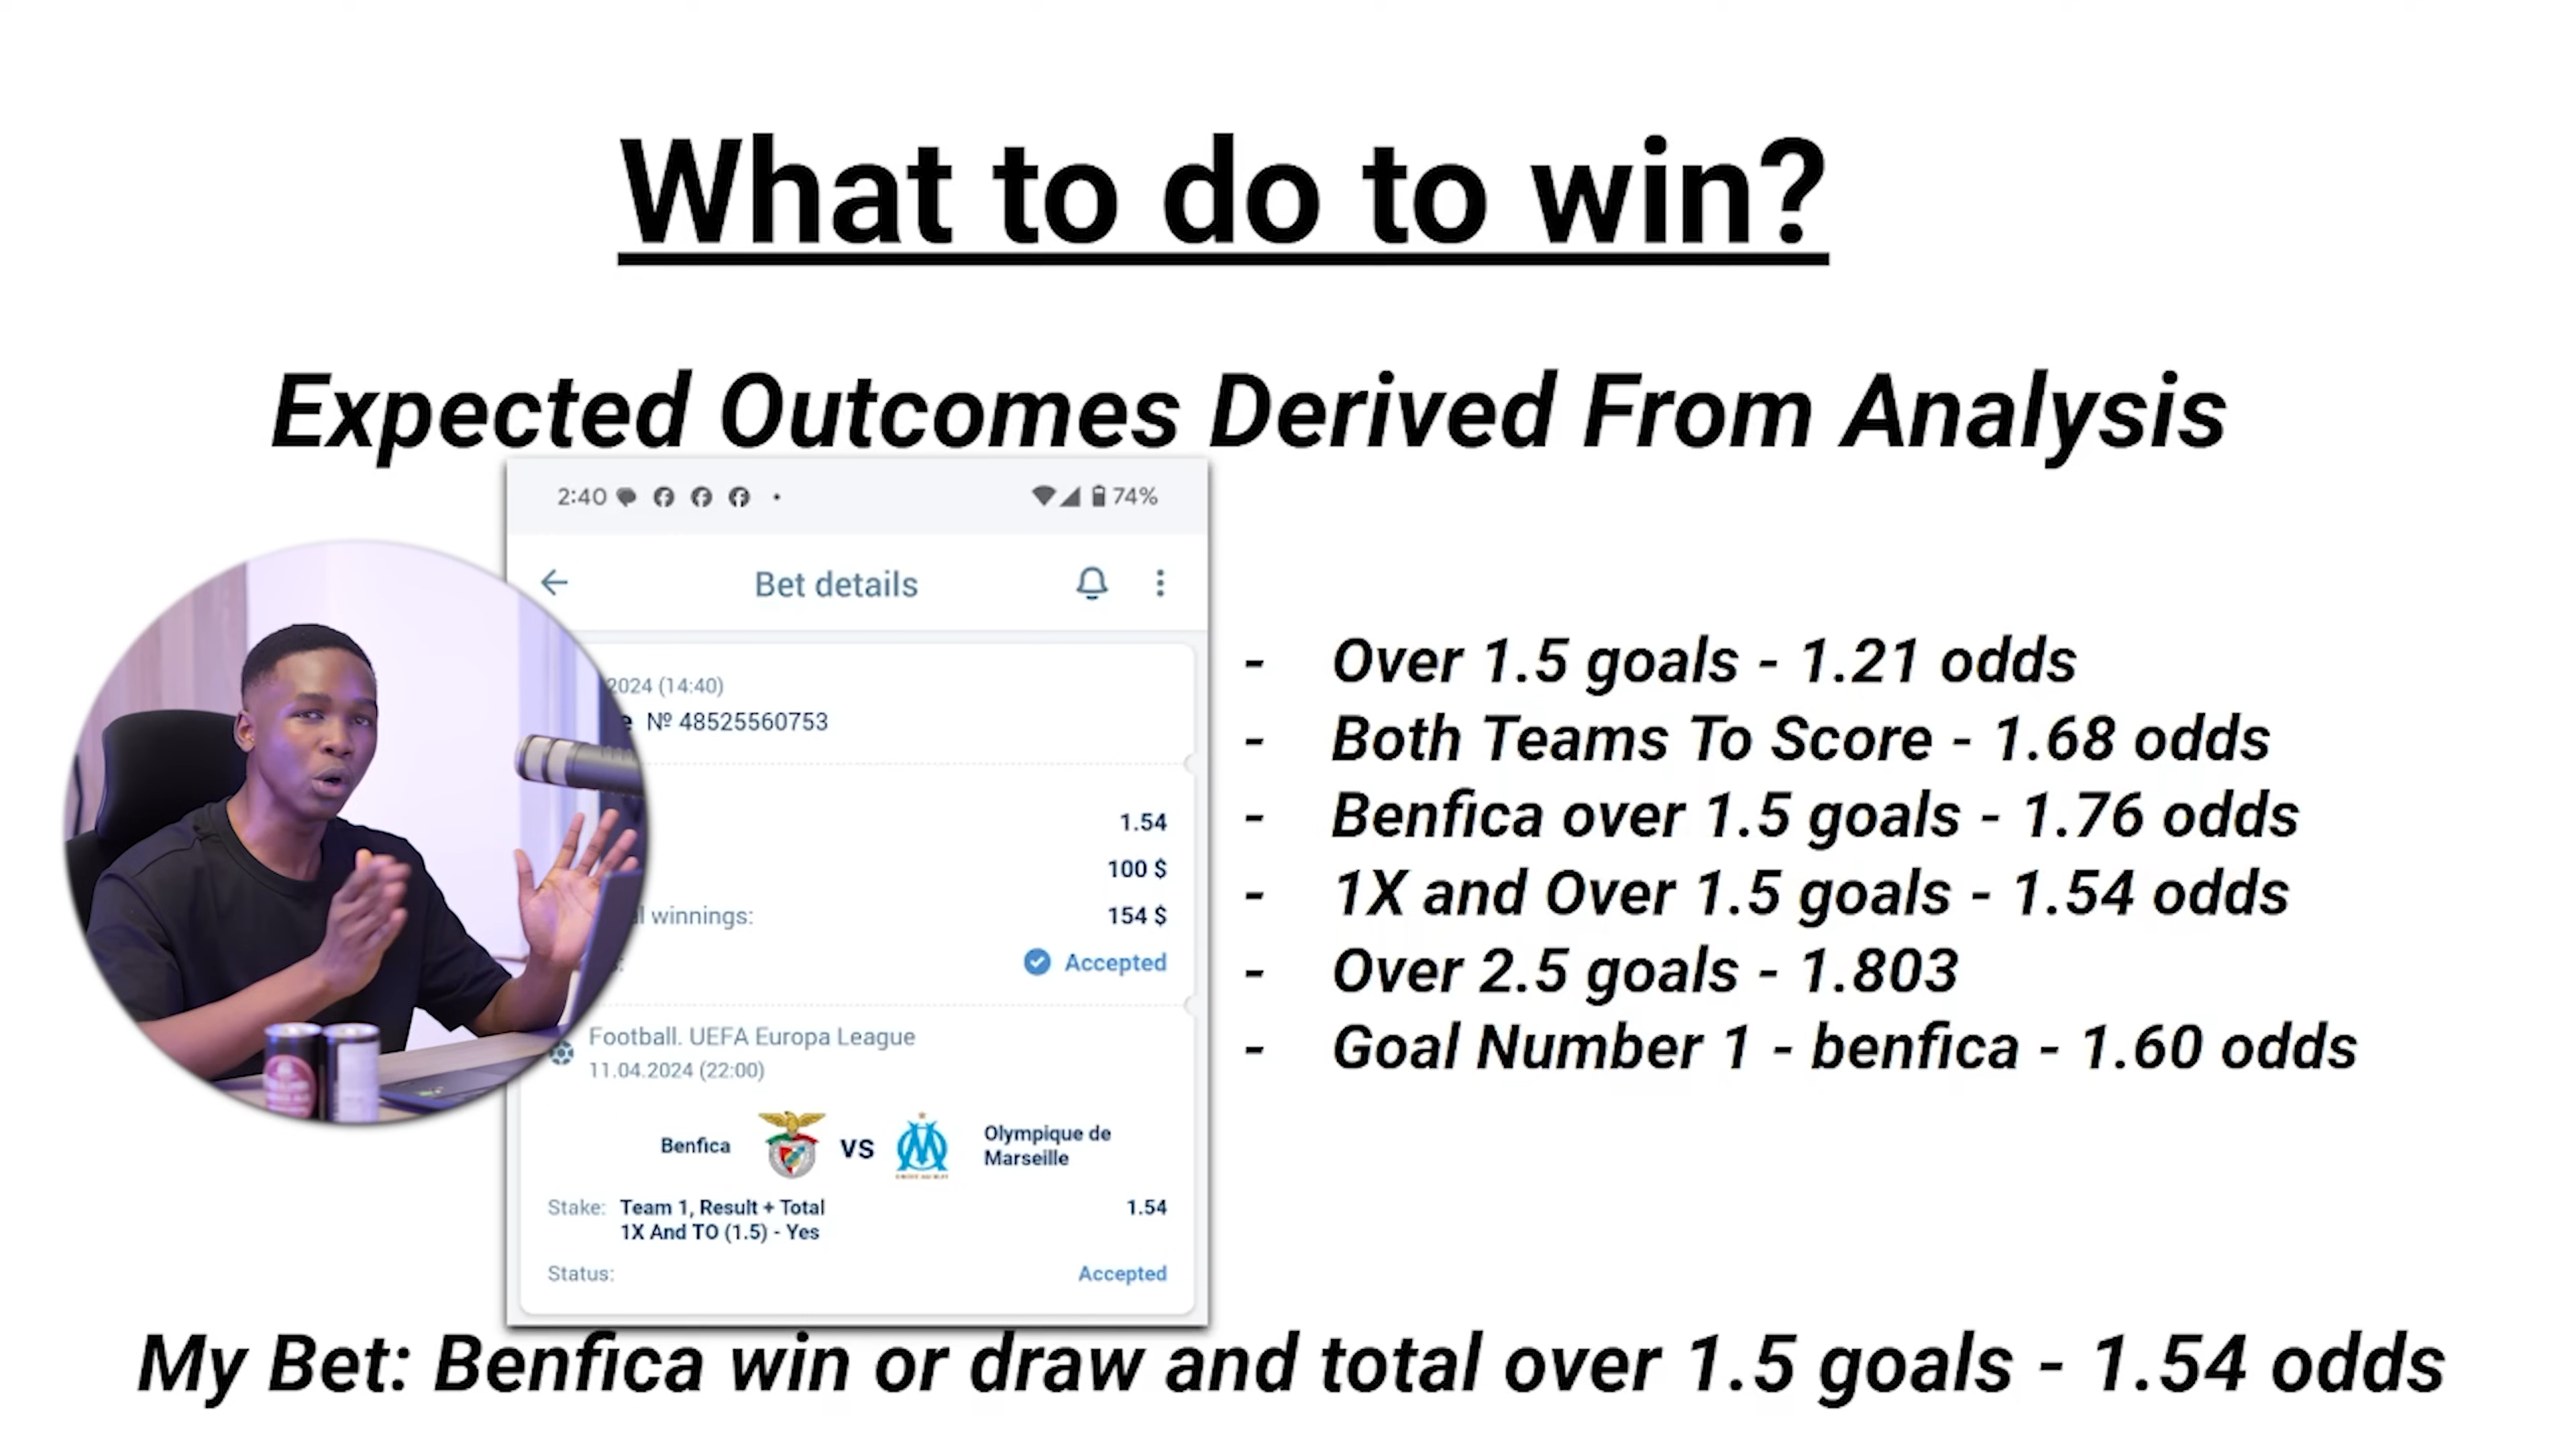 What to do to win?
Expected Outcomes Derived From Analysis
2:40
74%
Bet details
2024 (14:40)
Nº 48525560753
1.54
100 $
winnings:
154 $
Accepted
Football. UEFA Europa League
11.04.2024 (22:00)
Benfica
VS
Olympique de
Marseille
Stake: Team 1, Result + Total
1X And TO (1.5) - Yes
1.54
Status:
Accepted
- Over 1.5 goals - 1.21 odds
- Both Teams To Score - 1.68 odds
- Benfica over 1.5 goals - 1.76 odds
- 1X and Over 1.5 goals - 1.54 odds
- Over 2.5 goals - 1.803
- Goal Number 1 - benfica - 1.60 odds
My Bet: Benfica win or draw and total over 1.5 goals - 1.54 odds